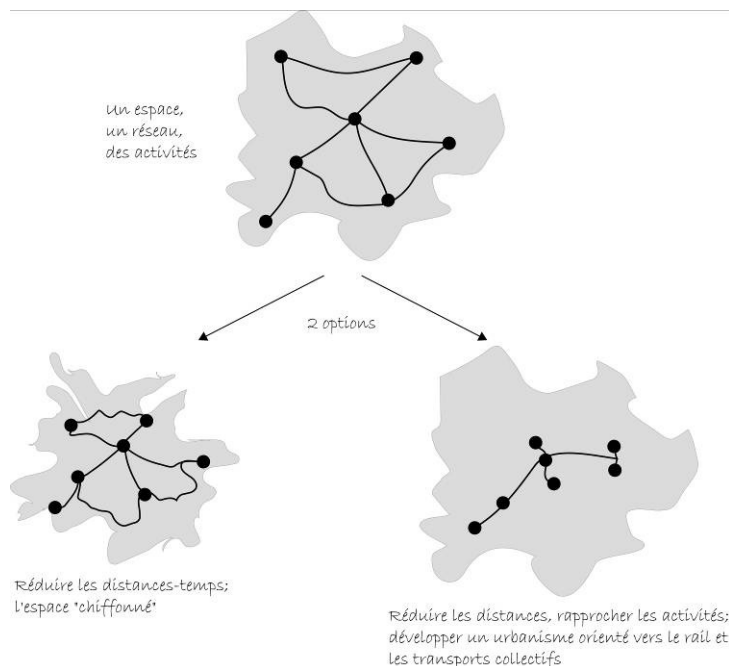 Un espace,
un réseau,
des activités
2 options
Réduire les distances-temps;
l'espace "chiffonné"
Réduire les distances, rapprocher les activités;
développer un urbanisme orienté vers le rail et
les transports collectifs